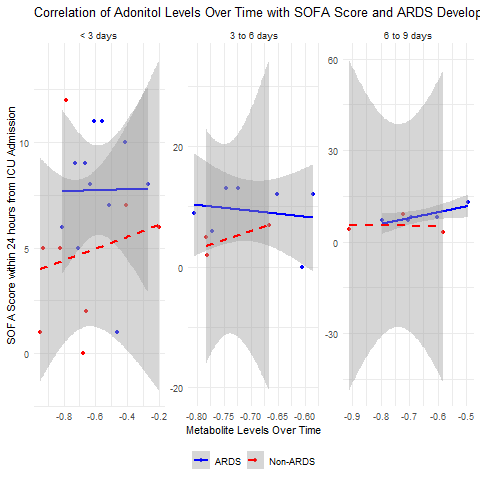 Correlation of Adonitol Levels Over Time with SOFA Score and ARDS Develop
< 3 days
3 to 6 days
6 to 9 days
SOFA Score within 24 hours from ICU Admission
10
5
0
20
0
-20
60
30
0
-30
-0.8 -0.6 -0.4 -0.2
-0.80 -0.75 -0.70 -0.65 -0.60
-0.9 -0.8 -0.7 -0.6 -0.5
Metabolite Levels Over Time
ARDS Non-ARDS